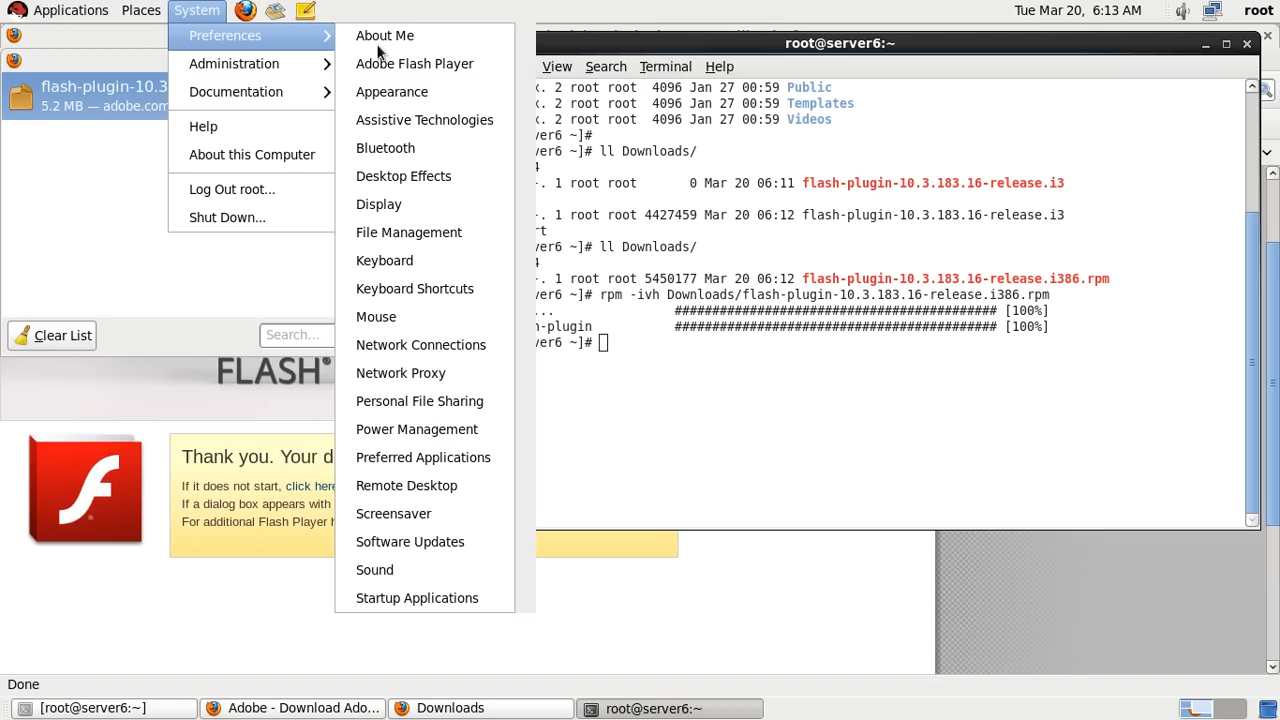 Applications Places System Tue Mar 20, 6:13 AM root
Preferences
Administration
Documentation
Help
About this Computer
Log Out root...
Shut Down...
About Me
Adobe Flash Player
Appearance
Assistive Technologies
Bluetooth
Desktop Effects
Display
File Management
Keyboard
Keyboard Shortcuts
Mouse
Network Connections
Network Proxy
Personal File Sharing
Power Management
Preferred Applications
Remote Desktop
Screensaver
Software Updates
Sound
Startup Applications
flash-plugin-10.3
5.2 MB — adobe.com
Clear List Search...
FLASH®
Thank you. Your d
If it does not start, click here
If a dialog box appears with
For additional Flash Player h
root@server6:~
View Search Terminal Help
x. 2 root root 4096 Jan 27 00:59 Public
x. 2 root root 4096 Jan 27 00:59 Templates
x. 2 root root 4096 Jan 27 00:59 Videos
ver6 ~]#
ver6 ~]# ll Downloads/
4
-. 1 root root 0 Mar 20 06:11 flash-plugin-10.3.183.16-release.i3
-. 1 root root 4427459 Mar 20 06:12 flash-plugin-10.3.183.16-release.i3
rt
ver6 ~]# ll Downloads/
4
-. 1 root root 5450177 Mar 20 06:12 flash-plugin-10.3.183.16-release.i386.rpm
ver6 ~]# rpm -ivh Downloads/flash-plugin-10.3.183.16-release.i386.rpm
... ########################################### [100%]
h-plugin ########################################### [100%]
ver6 ~]#
Done
[root@server6:~] Adobe - Download Ado... Downloads root@server6:~